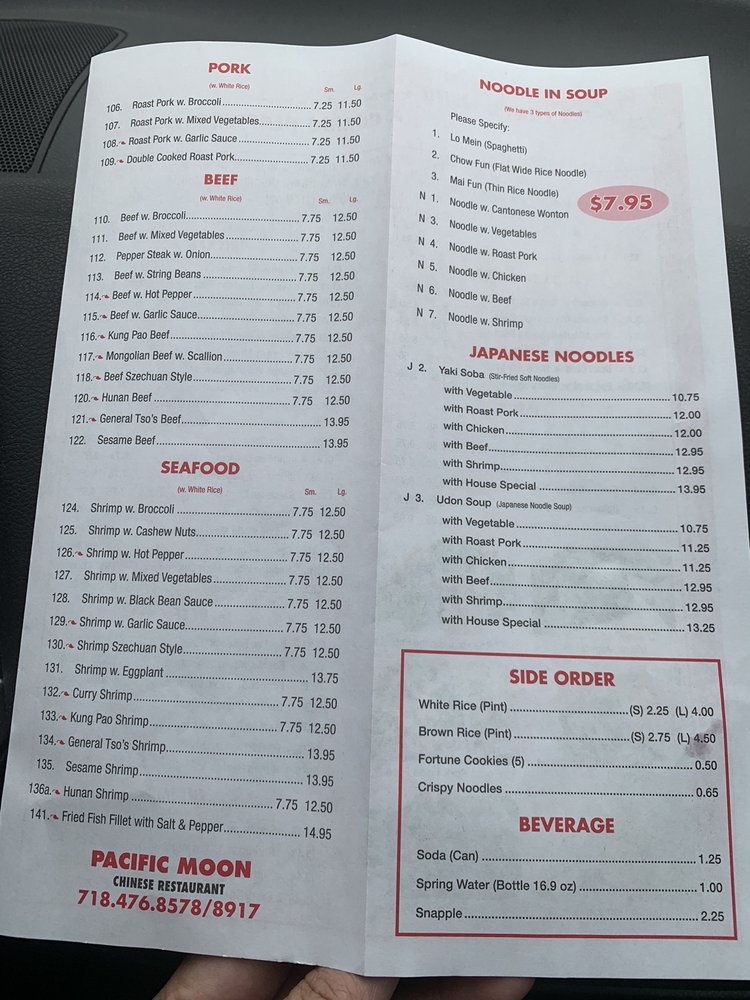 PORK
(w. White Rice)
Sm. Lg.
106. Roast Pork w. Broccoli 7.25 11.50
107. Roast Pork w. Mixed Vegetables 7.25 11.50
108. Roast Pork w. Garlic Sauce 7.25 11.50
109. Double Cooked Roast Pork 7.25 11.50
BEEF
(w. White Rice)
Sm. Lg.
110. Beef w. Broccoli 7.75 12.50
111. Beef w. Mixed Vegetables 7.75 12.50
112. Pepper Steak w. Onion 7.75 12.50
113. Beef w. String Beans 7.75 12.50
114. Beef w. Hot Pepper 7.75 12.50
115. Beef w. Garlic Sauce 7.75 12.50
116. Kung Pao Beef 7.75 12.50
117. Mongolian Beef w. Scallion 7.75 12.50
118. Beef Szechuan Style 7.75 12.50
120. Hunan Beef 7.75 12.50
121. General Tso's Beef 13.95
122. Sesame Beef 13.95
SEAFOOD
(w. White Rice)
Sm. Lg.
124. Shrimp w. Broccoli 7.75 12.50
125. Shrimp w. Cashew Nuts 7.75 12.50
126. Shrimp w. Hot Pepper 7.75 12.50
127. Shrimp w. Mixed Vegetables 7.75 12.50
128. Shrimp w. Black Bean Sauce 7.75 12.50
129. Shrimp w. Garlic Sauce 7.75 12.50
130. Shrimp Szechuan Style 7.75 12.50
131. Shrimp w. Eggplant 13.75
132. Curry Shrimp 7.75 12.50
133. Kung Pao Shrimp 7.75 12.50
134. General Tso's Shrimp 13.95
135. Sesame Shrimp 13.95
136a. Hunan Shrimp 7.75 12.50
141. Fried Fish Fillet with Salt & Pepper 14.95
PACIFIC MOON
CHINESE RESTAURANT
718.476.8578/8917
NOODLE IN SOUP
(We have 3 types of Noodles)
Please Specify:
1. Lo Mein (Spaghetti)
2. Chow Fun (Flat Wide Rice Noodle)
3. Mai Fun (Thin Rice Noodle)
$7.95
N 1. Noodle w. Cantonese Wonton
N 3. Noodle w. Vegetables
N 4. Noodle w. Roast Pork
N 5. Noodle w. Chicken
N 6. Noodle w. Beef
N 7. Noodle w. Shrimp
JAPANESE NOODLES
J 2. Yaki Soba (Stir-Fried Soft Noodles)
with Vegetable 10.75
with Roast Pork 12.00
with Chicken 12.00
with Beef 12.95
with Shrimp 12.95
with House Special 13.95
J 3. Udon Soup (Japanese Noodle Soup)
with Vegetable 10.75
with Roast Pork 11.25
with Chicken 11.25
with Beef 12.95
with Shrimp 12.95
with House Special 13.25
SIDE ORDER
White Rice (Pint) (S) 2.25 (L) 4.00
Brown Rice (Pint) (S) 2.75 (L) 4.50
Fortune Cookies (5) 0.50
Crispy Noodles 0.65
BEVERAGE
Soda (Can) 1.25
Spring Water (Bottle 16.9 oz) 1.00
Snapple 2.25